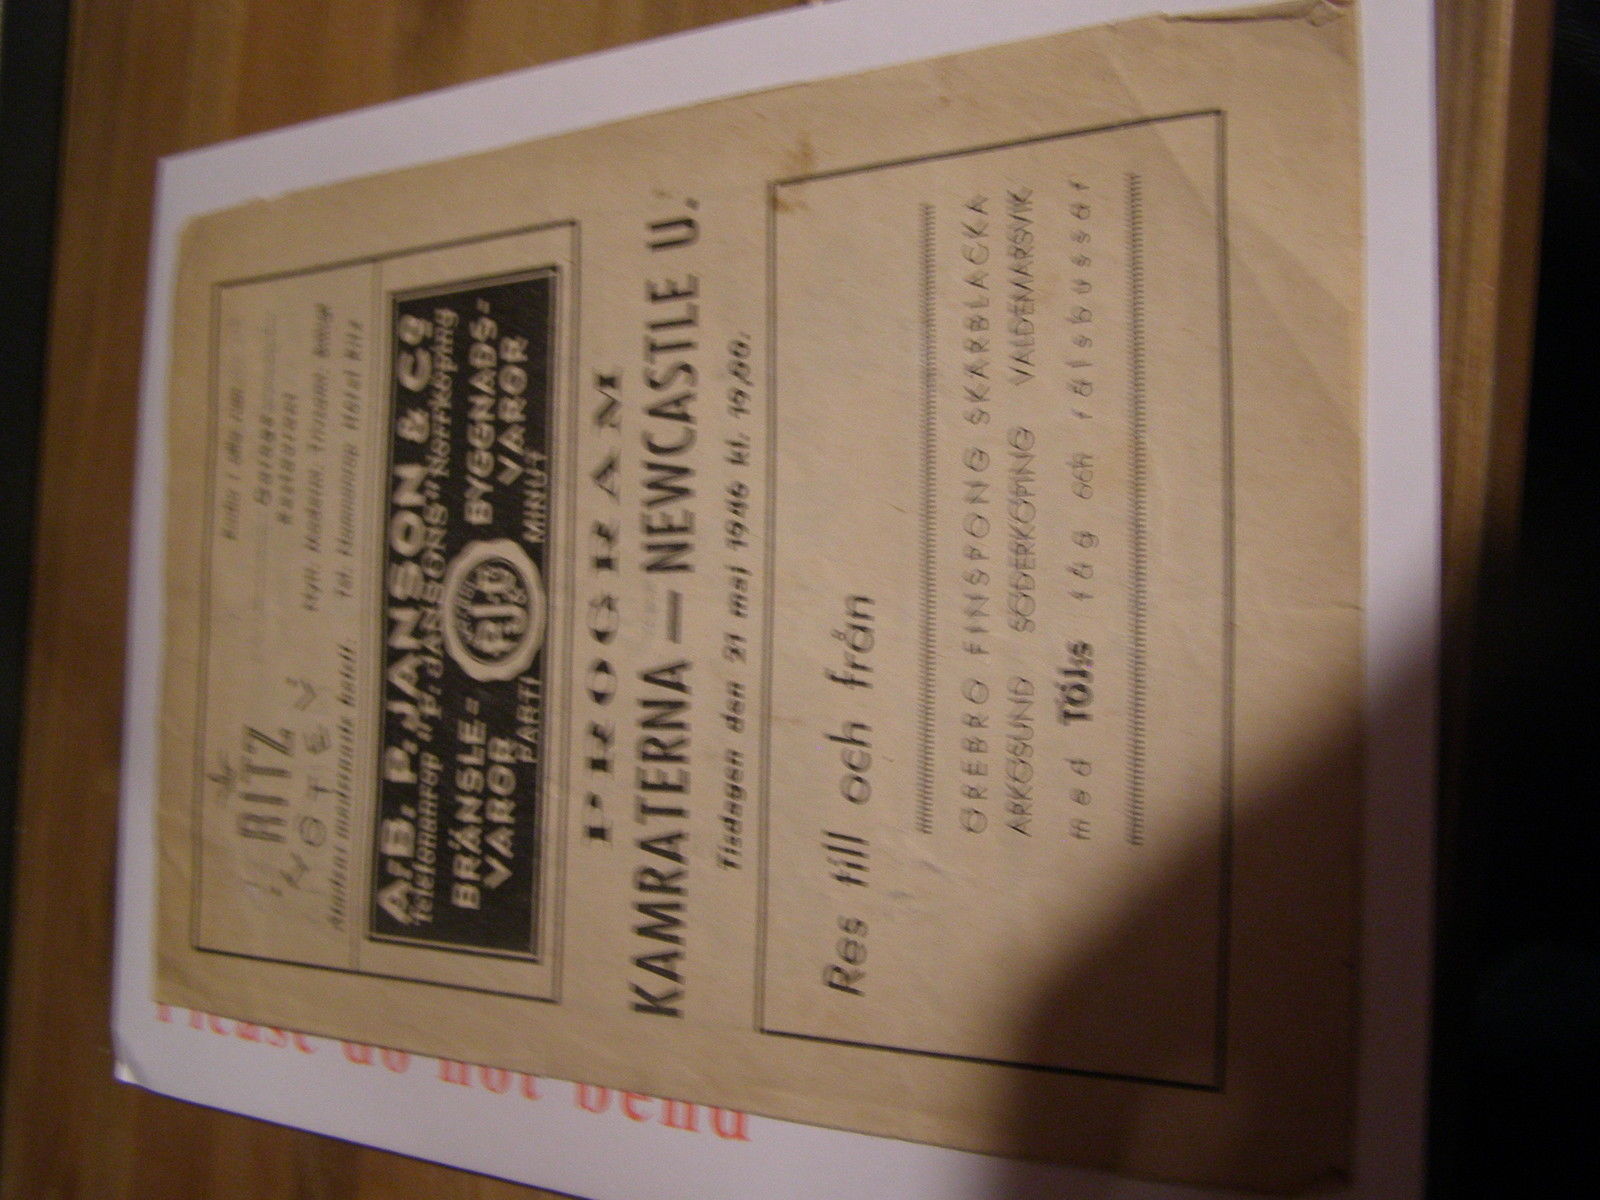 RITZ
HOTEL
A/B. P. JANSON & Co
Telefonanrop "P. JANSONS" Norrköping
BRÄNSLE-
VAROR
BYGGNADS-
VAROR
PARTI
MINUT
PROGRAM
KAMRATERNA — NEWCASTLE U.
Tisdagen den 21 maj 1946 kl. 19,00.
Res till och från
ÖREBRO FINSPONG SKÄRBLACKA
ARKÖSUND SÖDERKÖPING VALDEMARSVIK
med TÖJ:s tåg och rälsbussar
Please do not bend